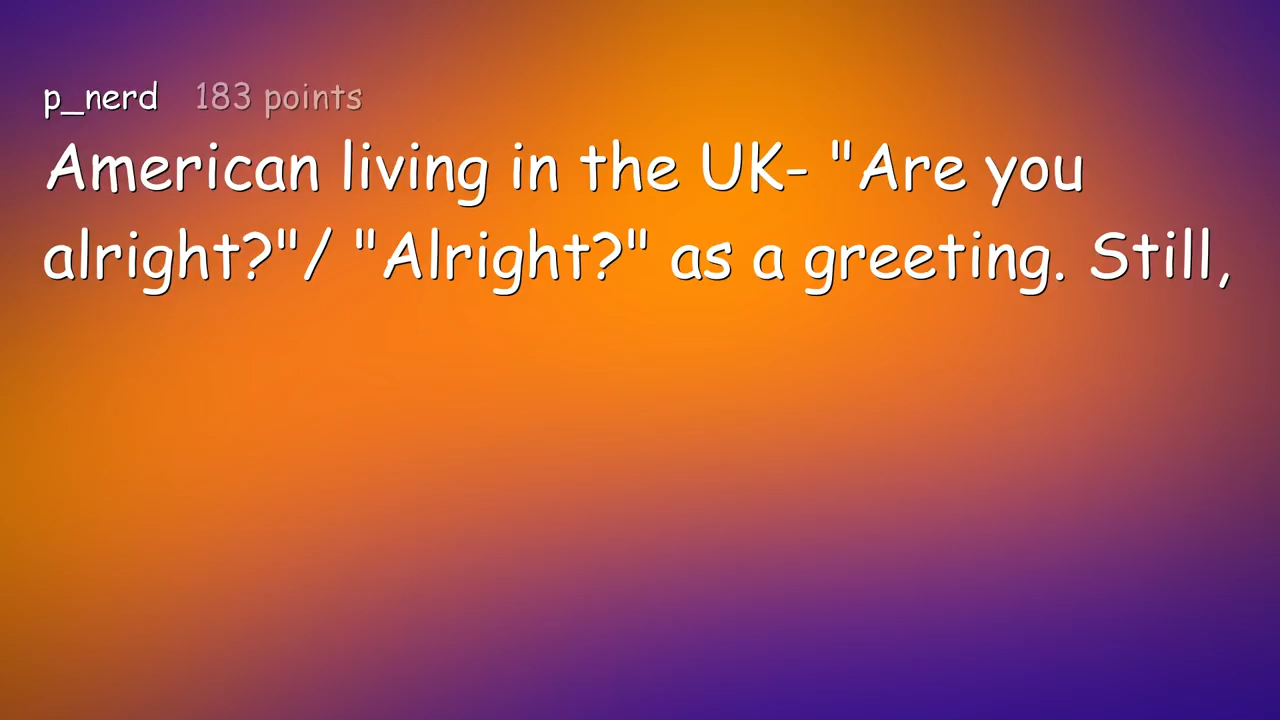 p_nerd 183 points
American living in the UK- "Are you
alright?"/ "Alright?" as a greeting. Still,